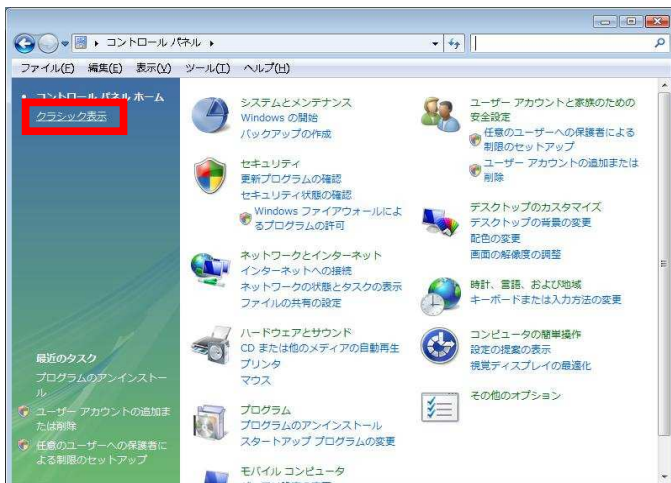 コントロール パネル
ファイル(F) 編集(E) 表示(V) ツール(T) ヘルプ(H)
コントロール パネル ホーム
クラシック表示
最近のタスク
プログラムのアンインストール
ユーザー アカウントの追加または削除
任意のユーザーへの保護者による制限のセットアップ
システムとメンテナンス
Windows の開始
バックアップの作成
セキュリティ
更新プログラムの確認
セキュリティ状態の確認
Windows ファイアウォールによ
るプログラムの許可
ネットワークとインターネット
インターネットへの接続
ネットワークの状態とタスクの表示
ファイルの共有の設定
ハードウェアとサウンド
CD または他のメディアの自動再生
プリンタ
マウス
プログラム
プログラムのアンインストール
スタートアップ プログラムの変更
モバイル コンピュータ
ユーザー アカウントと家族のための
安全設定
任意のユーザーへの保護者による
制限のセットアップ
ユーザー アカウントの追加または
削除
デスクトップのカスタマイズ
デスクトップの背景の変更
配色の変更
画面の解像度の調整
時計、言語、および地域
キーボードまたは入力方法の変更
コンピュータの簡単操作
設定の提案の表示
視覚ディスプレイの最適化
その他のオプション